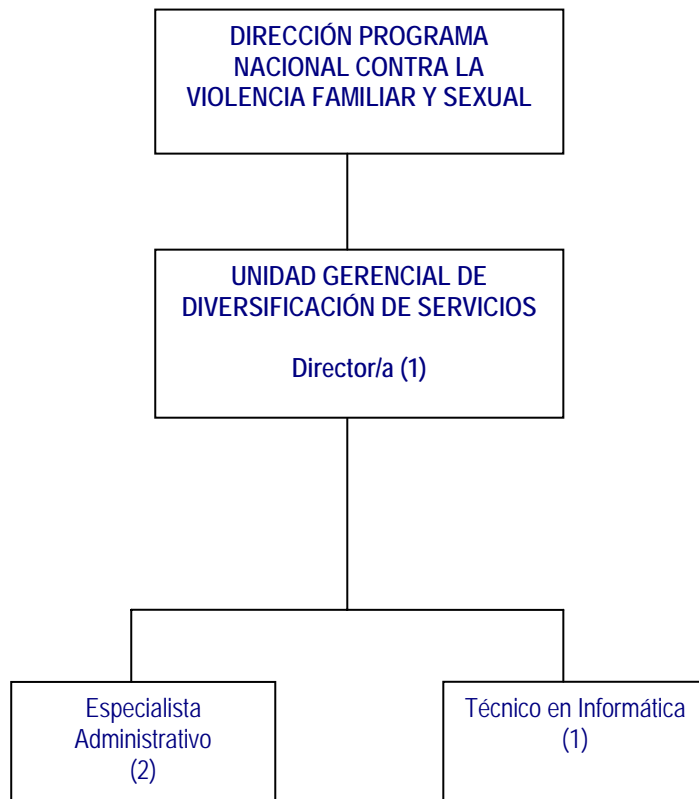 DIRECCIÓN PROGRAMA
NACIONAL CONTRA LA
VIOLENCIA FAMILIAR Y SEXUAL
UNIDAD GERENCIAL DE
DIVERSIFICACIÓN DE SERVICIOS
Director/a (1)
Especialista
Administrativo
(2)
Técnico en Informática
(1)